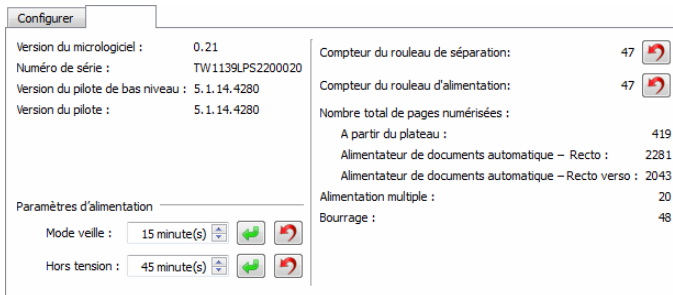 Configurer
Version du micrologiciel : 0.21
Numéro de série : TW1139LPS2200020
Version du pilote de bas niveau : 5.1.14.4280
Version du pilote : 5.1.14.4280
Paramètres d'alimentation
Mode veille : 15 minute(s)
Hors tension : 45 minute(s)
Compteur du rouleau de séparation: 47
Compteur du rouleau d'alimentation: 47
Nombre total de pages numérisées :
A partir du plateau : 419
Alimentateur de documents automatique – Recto : 2281
Alimentateur de documents automatique – Recto verso : 2043
Alimentation multiple : 20
Bourrage : 48